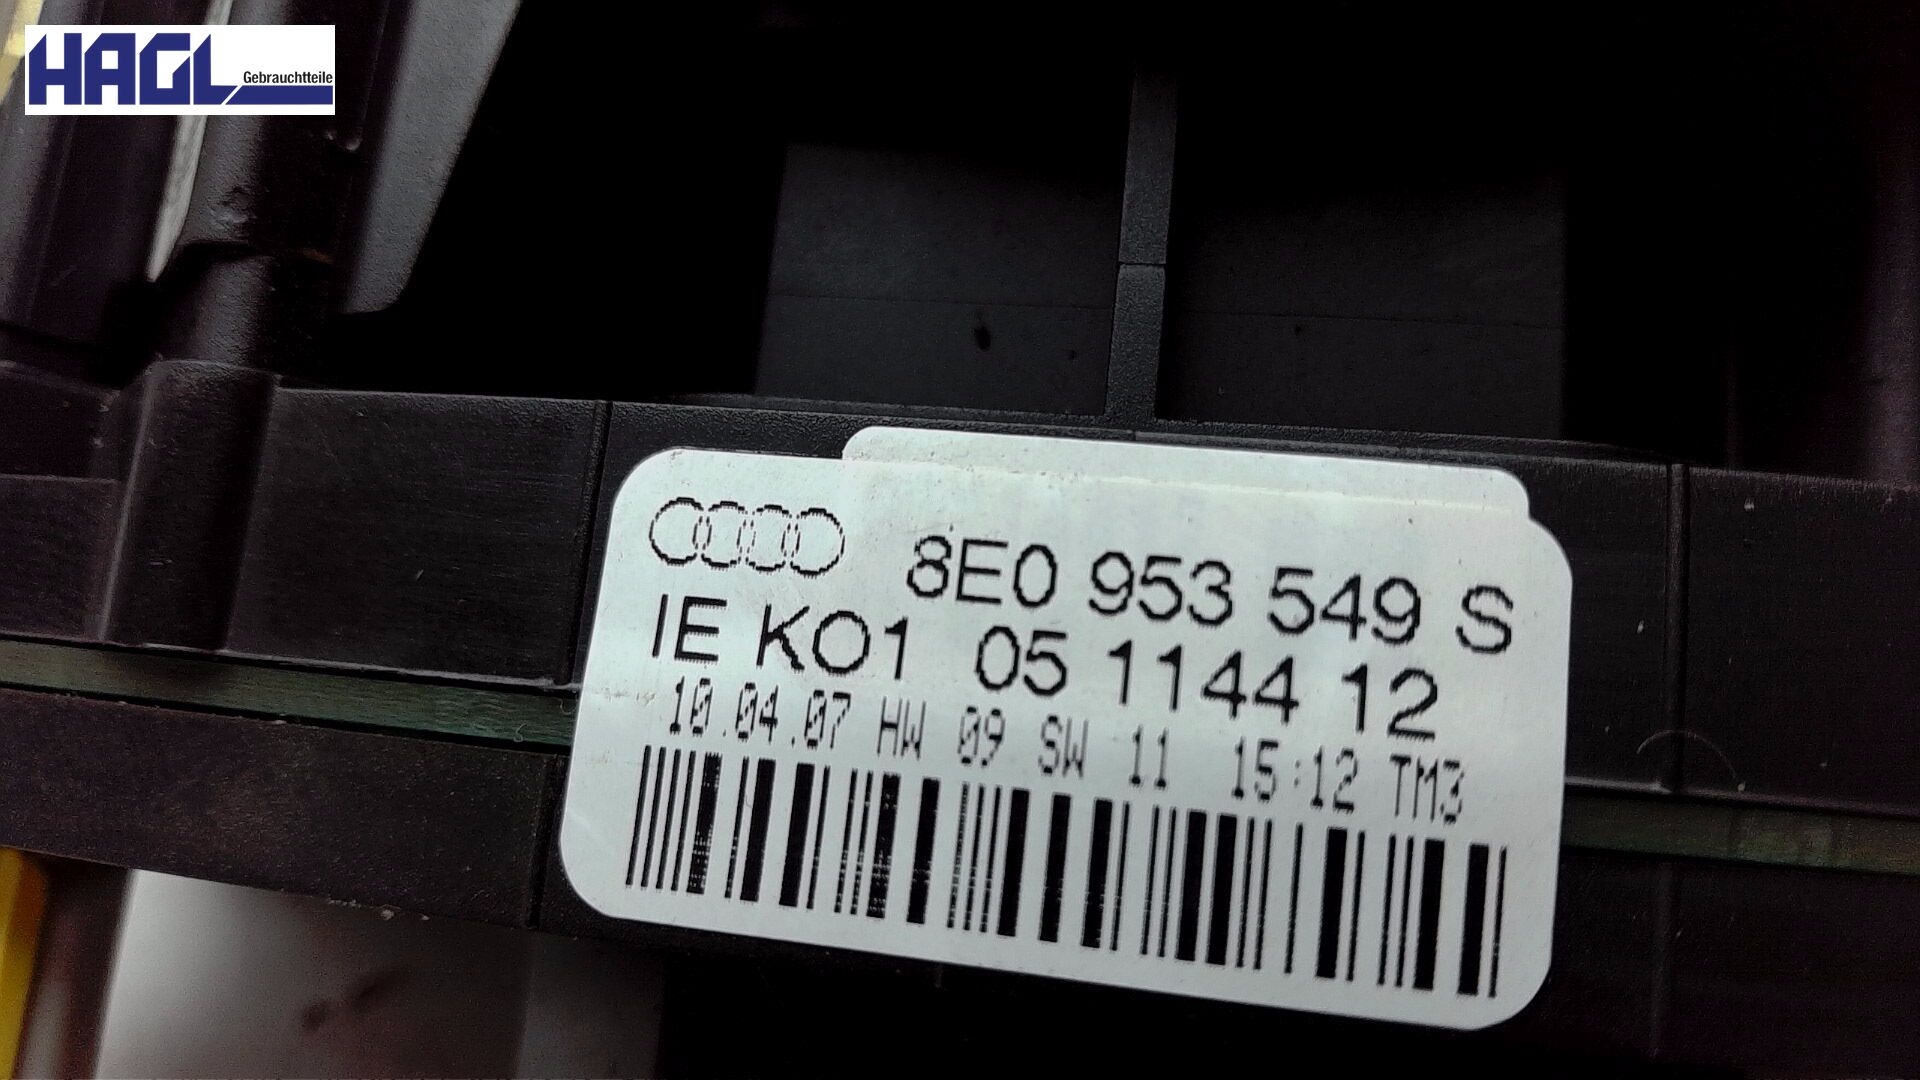 HAGL
Gebrauchtteile
8E0 953 549 S
IE KO1 05 1144 12
10.04.07 HW 09 SW 11 15:12 TM3